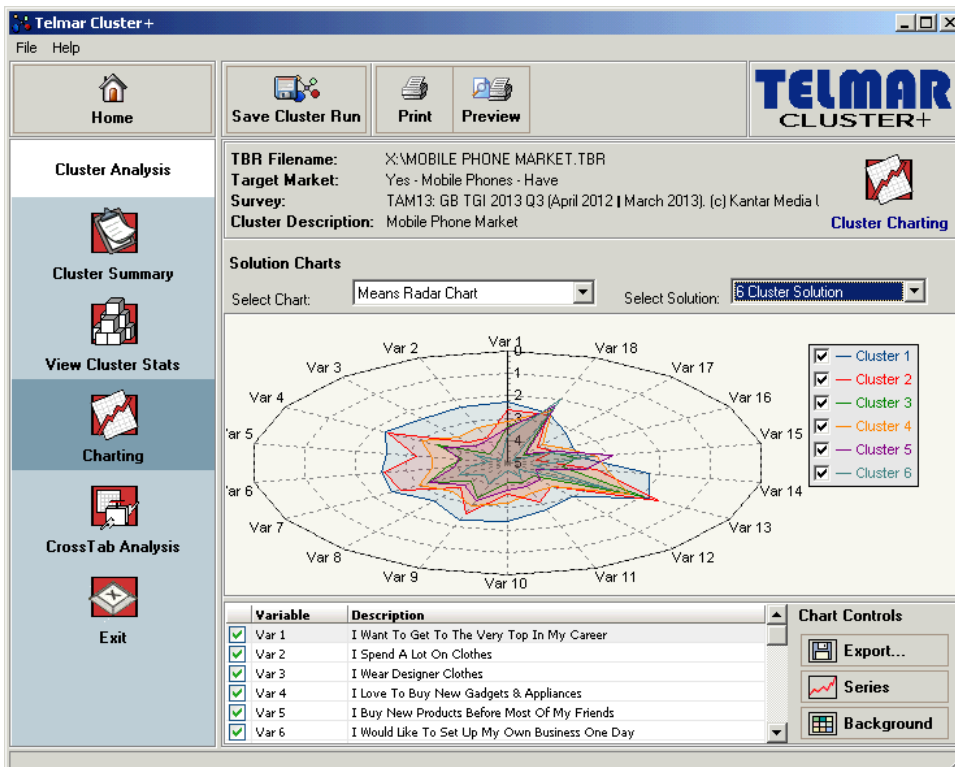 Telmar Cluster+
File Help
Home
Save Cluster Run
Print
Preview
TELMAR
CLUSTER+
Cluster Analysis
Cluster Summary
View Cluster Stats
Charting
CrossTab Analysis
Exit
TBR Filename: X:\MOBILE PHONE MARKET.TBR
Target Market: Yes - Mobile Phones - Have
Survey: TAM13: GB TGI 2013 Q3 (April 2012 | March 2013). (c) Kantar Media U
Cluster Description: Mobile Phone Market
Cluster Charting
Solution Charts
Select Chart: Means Radar Chart
Select Solution: 6 Cluster Solution
Var 1
Var 2
Var 3
Var 4
ar 5
ar 6
Var 7
Var 8
Var 9
Var 10
Var 11
Var 12
Var 13
Var 14
Var 15
Var 16
Var 17
Var 18
0
1
2
3
4
5
Cluster 1
Cluster 2
Cluster 3
Cluster 4
Cluster 5
Cluster 6
Variable Description
Var 1 I Want To Get To The Very Top In My Career
Var 2 I Spend A Lot On Clothes
Var 3 I Wear Designer Clothes
Var 4 I Love To Buy New Gadgets & Appliances
Var 5 I Buy New Products Before Most Of My Friends
Var 6 I Would Like To Set Up My Own Business One Day
Chart Controls
Export...
Series
Background